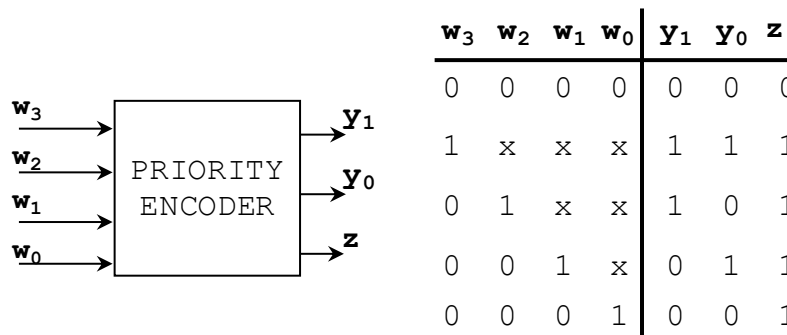 w3
w2
w1
w0
PRIORITY
ENCODER
y1
y0
z
w3 w2 w1 w0 y1 y0 z
0 0 0 0 0 0 0
1 x x x 1 1 1
0 1 x x 1 0 1
0 0 1 x 0 1 1
0 0 0 1 0 0 1